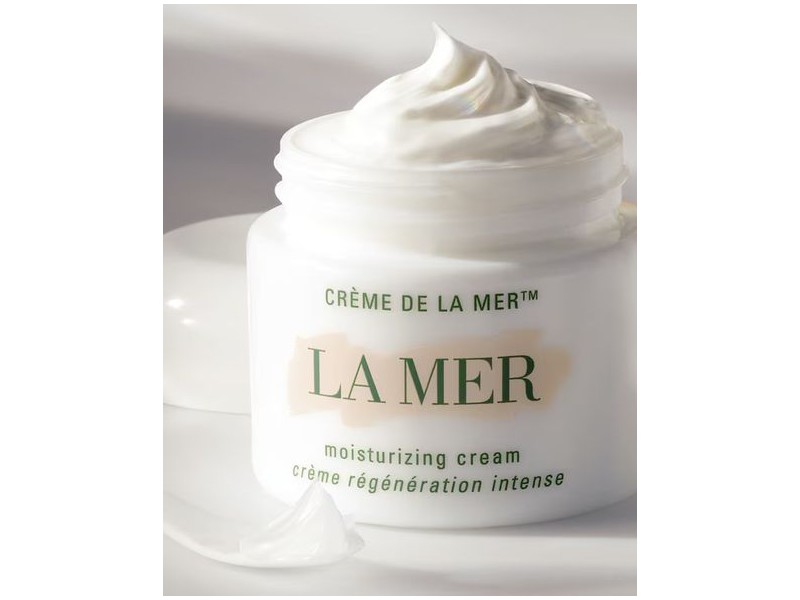 CRÈME DE LA MER™
LA MER
moisturizing cream
crème régénération intense